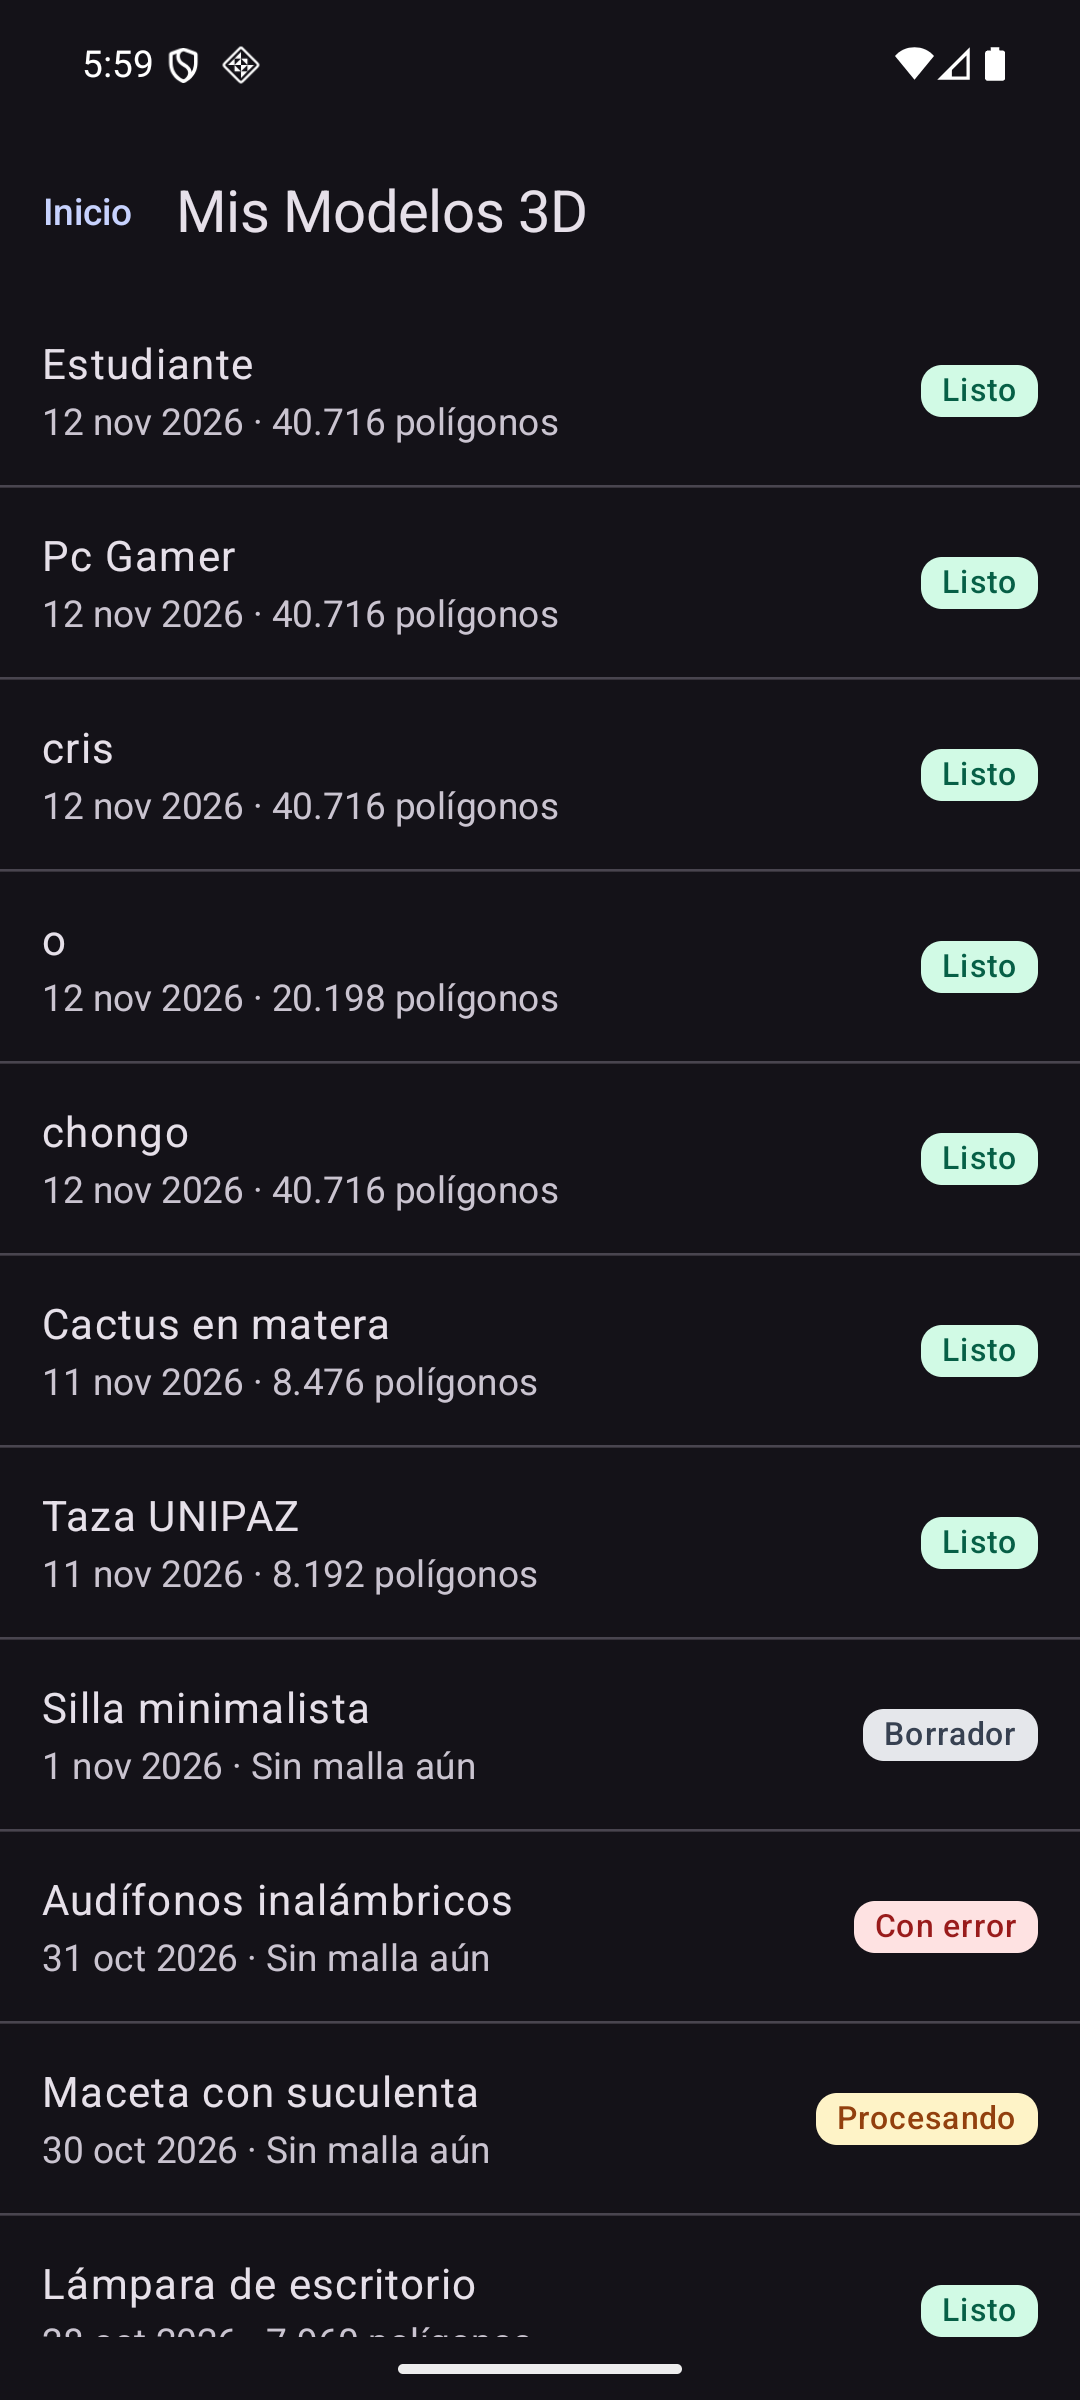 5:59
Inicio Mis Modelos 3D
Estudiante
12 nov 2026 · 40.716 polígonos
Listo
Pc Gamer
12 nov 2026 · 40.716 polígonos
Listo
cris
12 nov 2026 · 40.716 polígonos
Listo
o
12 nov 2026 · 20.198 polígonos
Listo
chongo
12 nov 2026 · 40.716 polígonos
Listo
Cactus en matera
11 nov 2026 · 8.476 polígonos
Listo
Taza UNIPAZ
11 nov 2026 · 8.192 polígonos
Listo
Silla minimalista
1 nov 2026 · Sin malla aún
Borrador
Audífonos inalámbricos
31 oct 2026 · Sin malla aún
Con error
Maceta con suculenta
30 oct 2026 · Sin malla aún
Procesando
Lámpara de escritorio
Listo